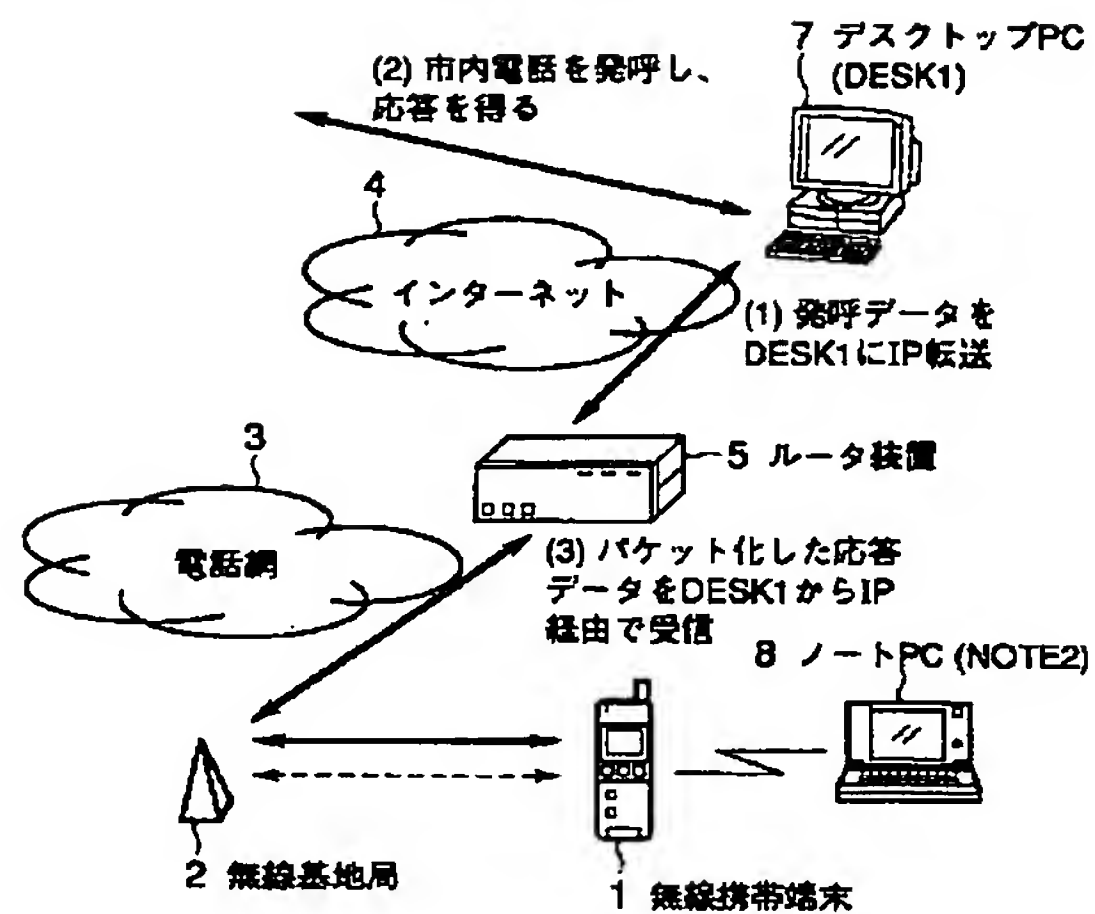 7 デスクトップPC
(DESK1)
(2) 市内電話を発呼し、
応答を得る
4
インターネット
(1) 発呼データを
DESK1にIP転送
3
5 ルータ装置
電話網
(3) パケット化した応答
データをDESK1からIP
経由で受信
8 ノートPC (NOTE2)
2 無線基地局
1 無線携帯端末